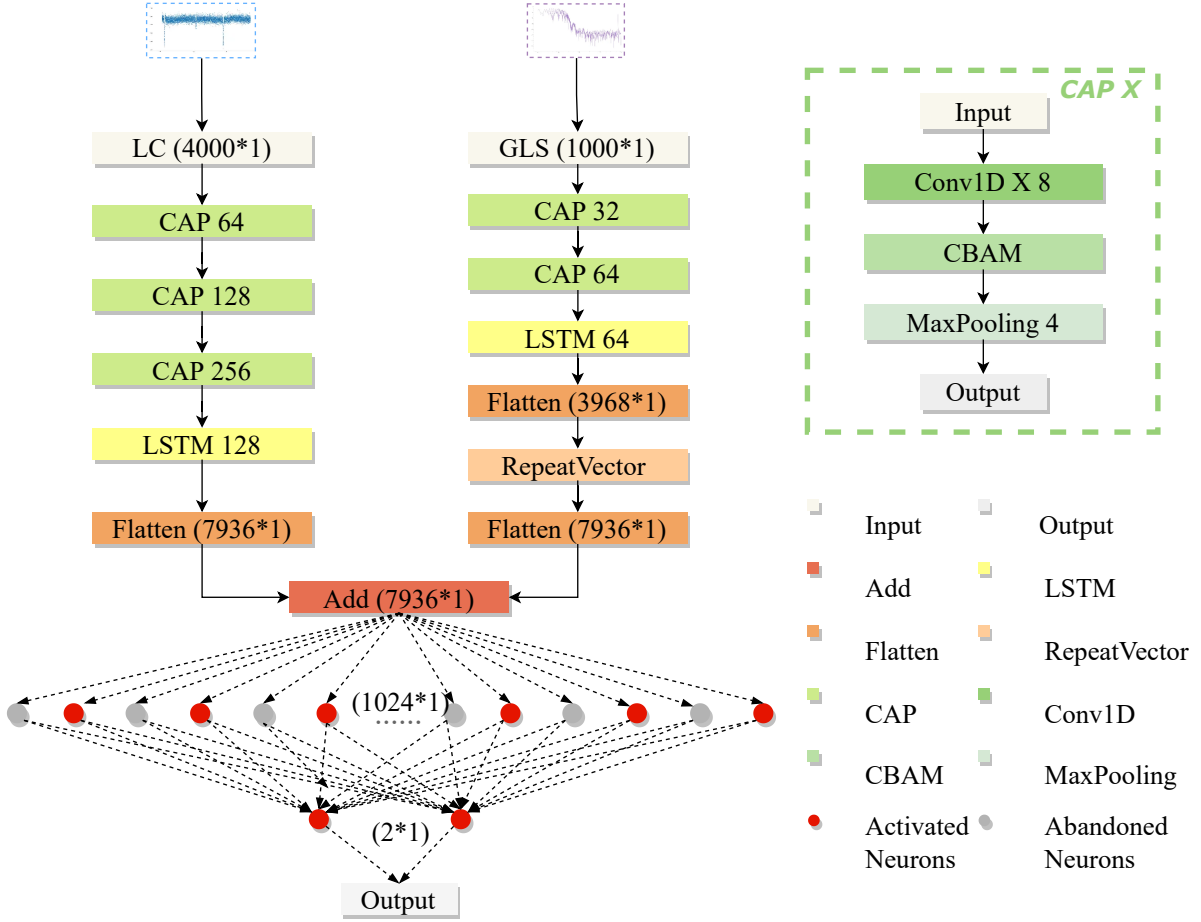 LC (4000*1)
CAP 64
CAP 128
CAP 256
LSTM 128
Flatten (7936*1)
GLS (1000*1)
CAP 32
CAP 64
LSTM 64
Flatten (3968*1)
RepeatVector
Flatten (7936*1)
Add (7936*1)
(1024*1)
......
(2*1)
Output
CAP X
Input
Conv1D X 8
CBAM
MaxPooling 4
Output
Input
Output
Add
LSTM
Flatten
RepeatVector
CAP
Conv1D
CBAM
MaxPooling
Activated
Neurons
Abandoned
Neurons